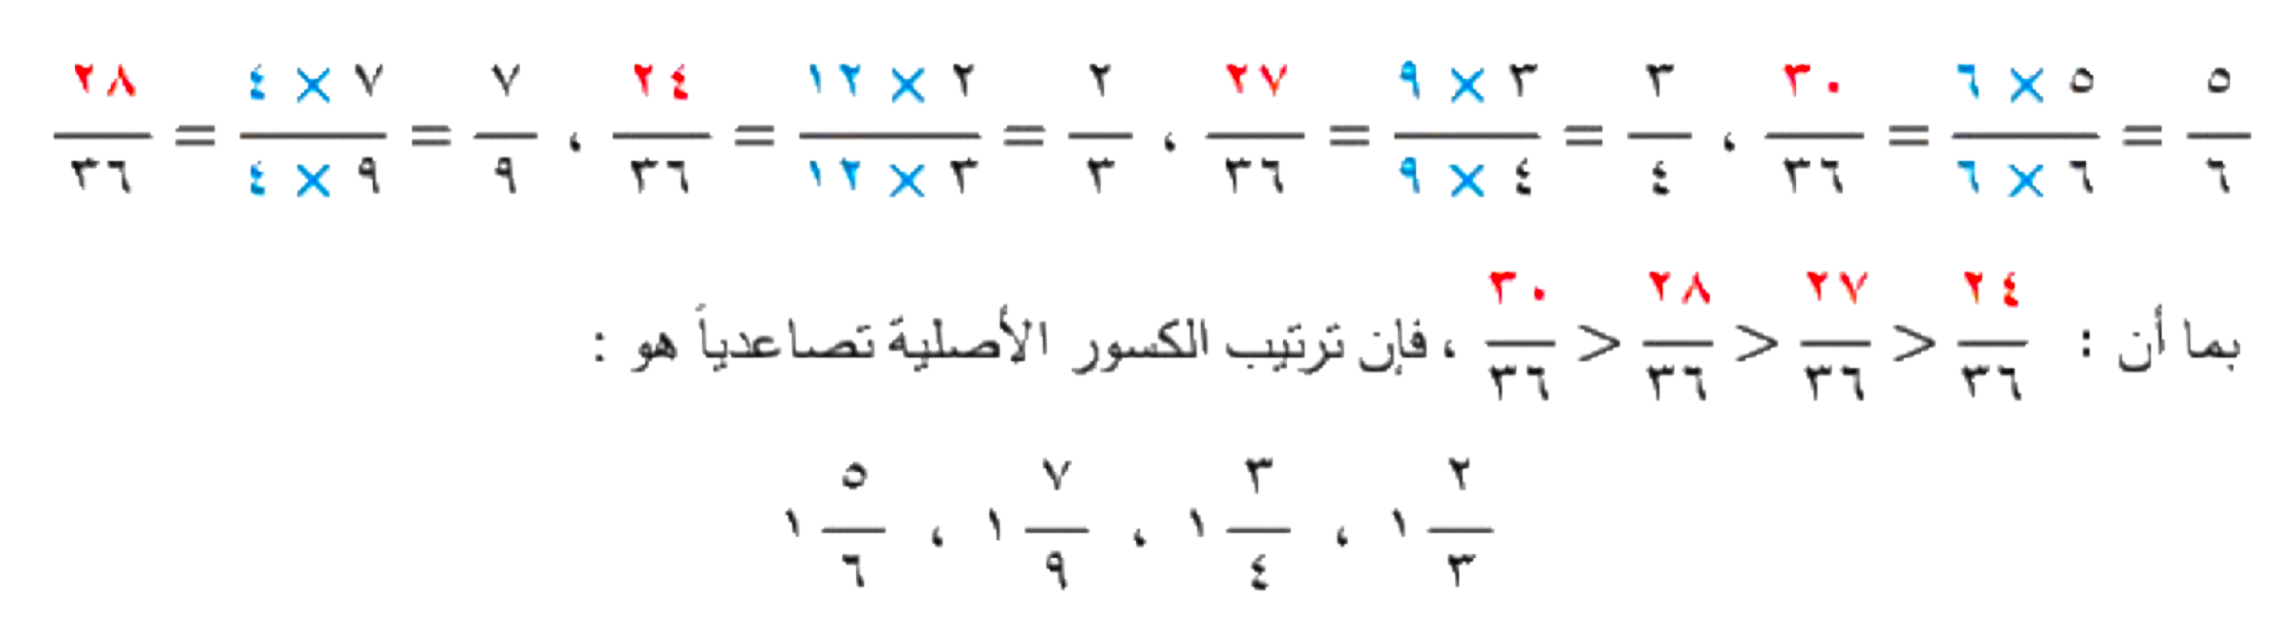 ٥/٦ = ٥ × ٦/٦ × ٦ = ٣٠/٣٦ ، ٣/٤ = ٣ × ٩/٤ × ٩ = ٢٧/٣٦ ، ٢/٣ = ٢ × ١٢/٣ × ١٢ = ٢٤/٣٦ ، ٧/٩ = ٧ × ٤/٩ × ٤ = ٢٨/٣٦
بما أن : ٢٤/٣٦ > ٢٧/٣٦ > ٢٨/٣٦ > ٣٠/٣٦ ، فإن ترتيب الكسور الأصلية تصاعدياً هو :
١ ٢/٣ ، ١ ٣/٤ ، ١ ٧/٩ ، ١ ٥/٦